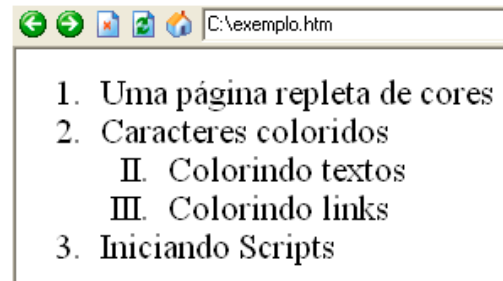 C:\exemplo.htm
1. Uma página repleta de cores
2. Caracteres coloridos
II. Colorindo textos
III. Colorindo links
3. Iniciando Scripts